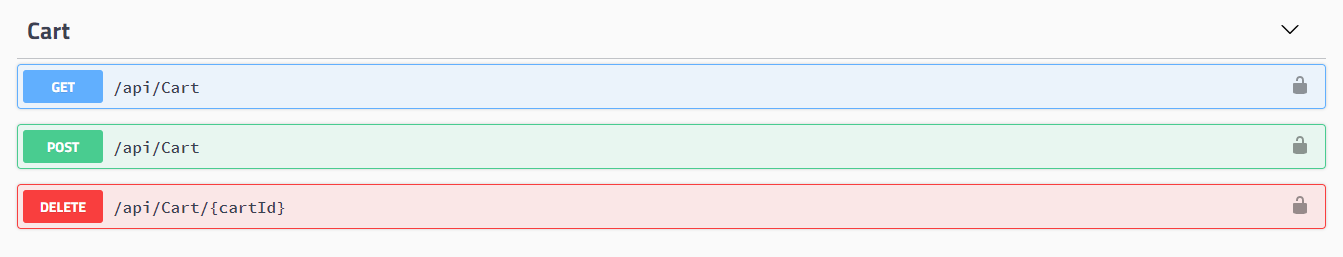 Cart
GET /api/Cart
POST /api/Cart
DELETE /api/Cart/{cartId}